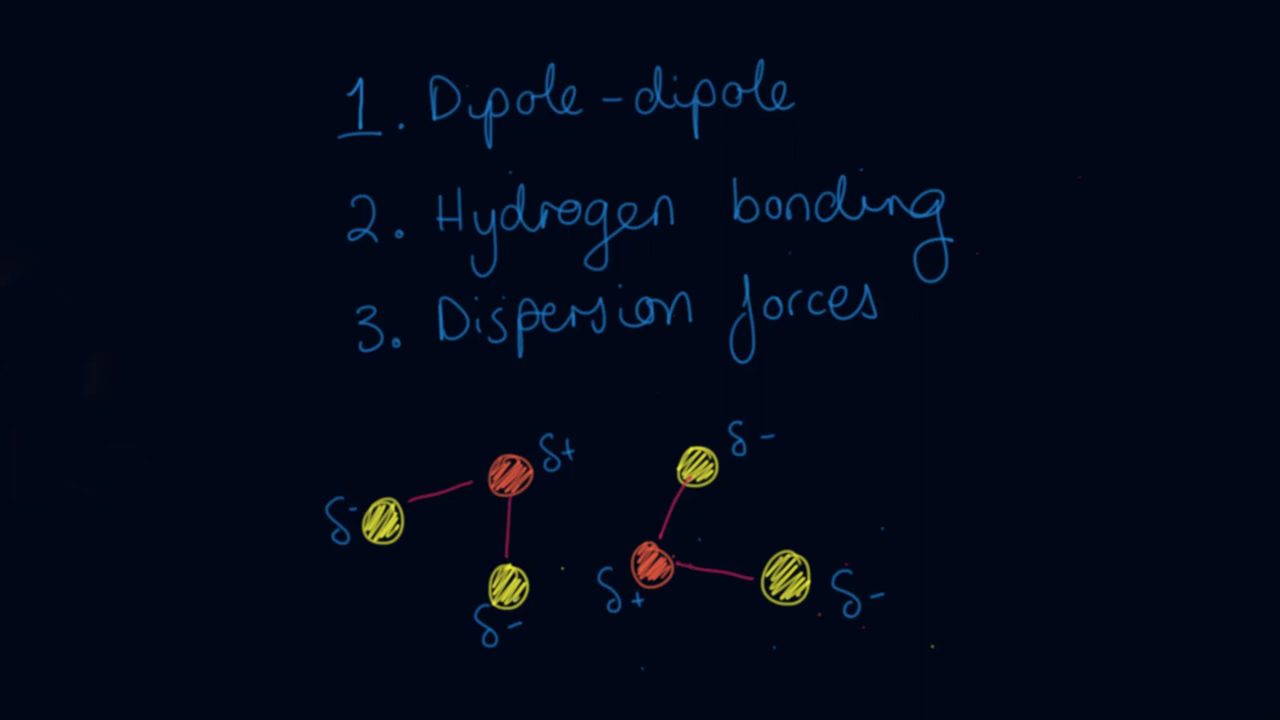 1. Dipole-dipole
2. Hydrogen bonding
3. Dispersion forces
δ+
δ-
δ-
δ-
δ+
δ-
δ-